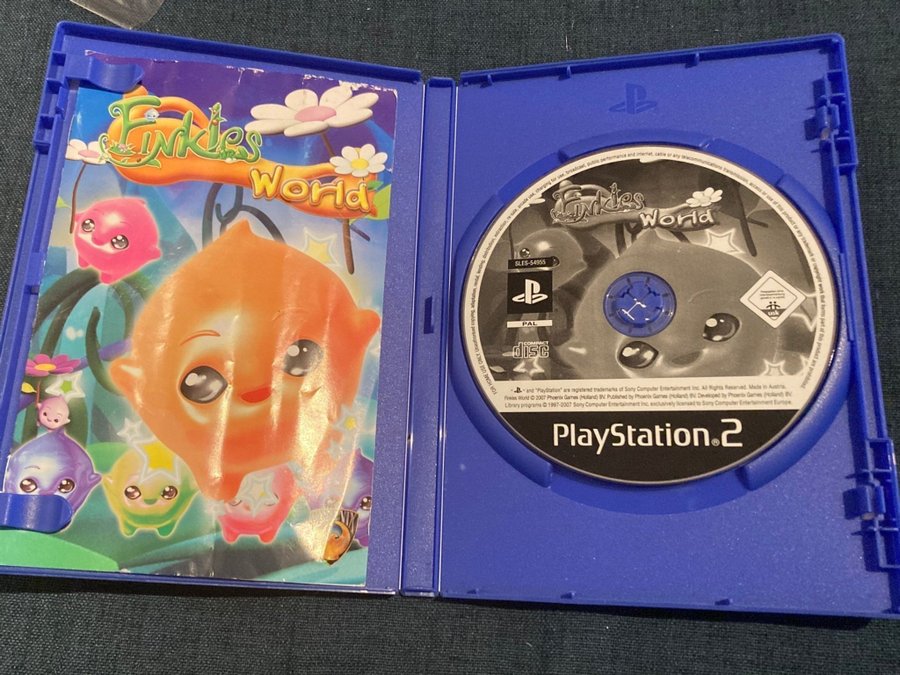 Finkles
World
Finkles
World
SLES-54955
PAL
COMPACT
disc
usk
"PS" and "PlayStation" are registered trademarks of Sony Computer Entertainment Inc. All Rights Reserved. Made in Austria.
Finkles World © 2007 Phoenix Games (Holland) BV. Published by Phoenix Games (Holland) BV. Developed by Phoenix Games (Holland) BV.
Library programs © 1997-2007 Sony Computer Entertainment Inc. exclusively licensed to Sony Computer Entertainment Europe.
PlayStation®2